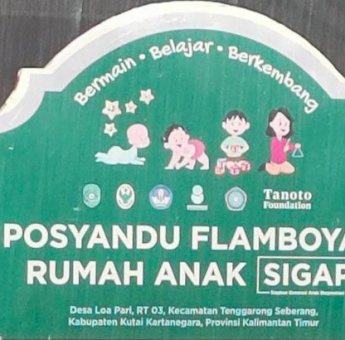 Bermain • Belajar • Berkembang
Tanoto
Foundation
POSYANDU FLAMBOYA
RUMAH ANAK SIGAP
Desa Loa Pari, RT 03, Kecamatan Tenggarong Seberang,
Kabupaten Kutai Kartanegara, Provinsi Kalimantan Timur